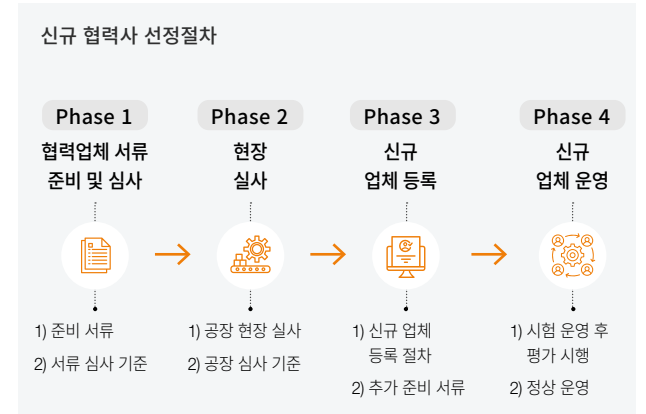 신규 협력사 선정절차
Phase 1
협력업체 서류
준비 및 심사
1) 준비 서류
2) 서류 심사 기준
Phase 2
현장
실사
1) 공장 현장 실사
2) 공장 심사 기준
Phase 3
신규
업체 등록
1) 신규 업체
등록 절차
2) 추가 준비 서류
Phase 4
신규
업체 운영
1) 시험 운영 후
평가 시행
2) 정상 운영